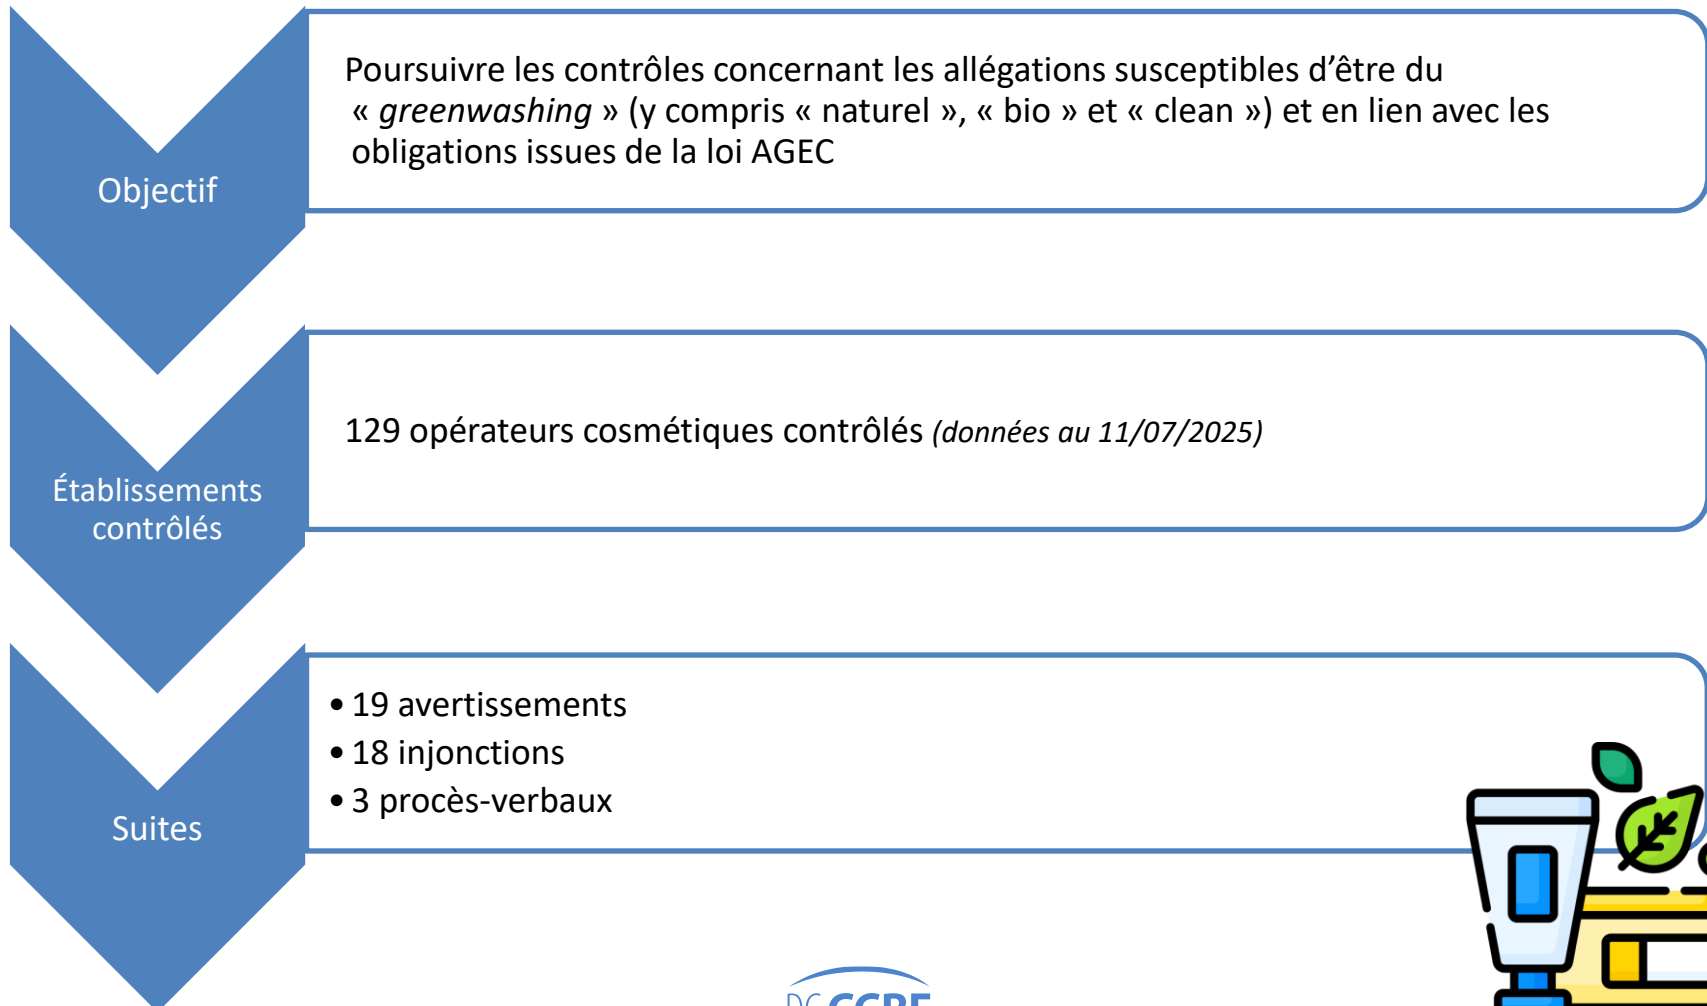 Objectif
Poursuivre les contrôles concernant les allégations susceptibles d’être du
« greenwashing » (y compris « naturel », « bio » et « clean ») et en lien avec les
obligations issues de la loi AGEC
Établissements
contrôlés
129 opérateurs cosmétiques contrôlés (données au 11/07/2025)
Suites
• 19 avertissements
• 18 injonctions
• 3 procès-verbaux
DGCCRF